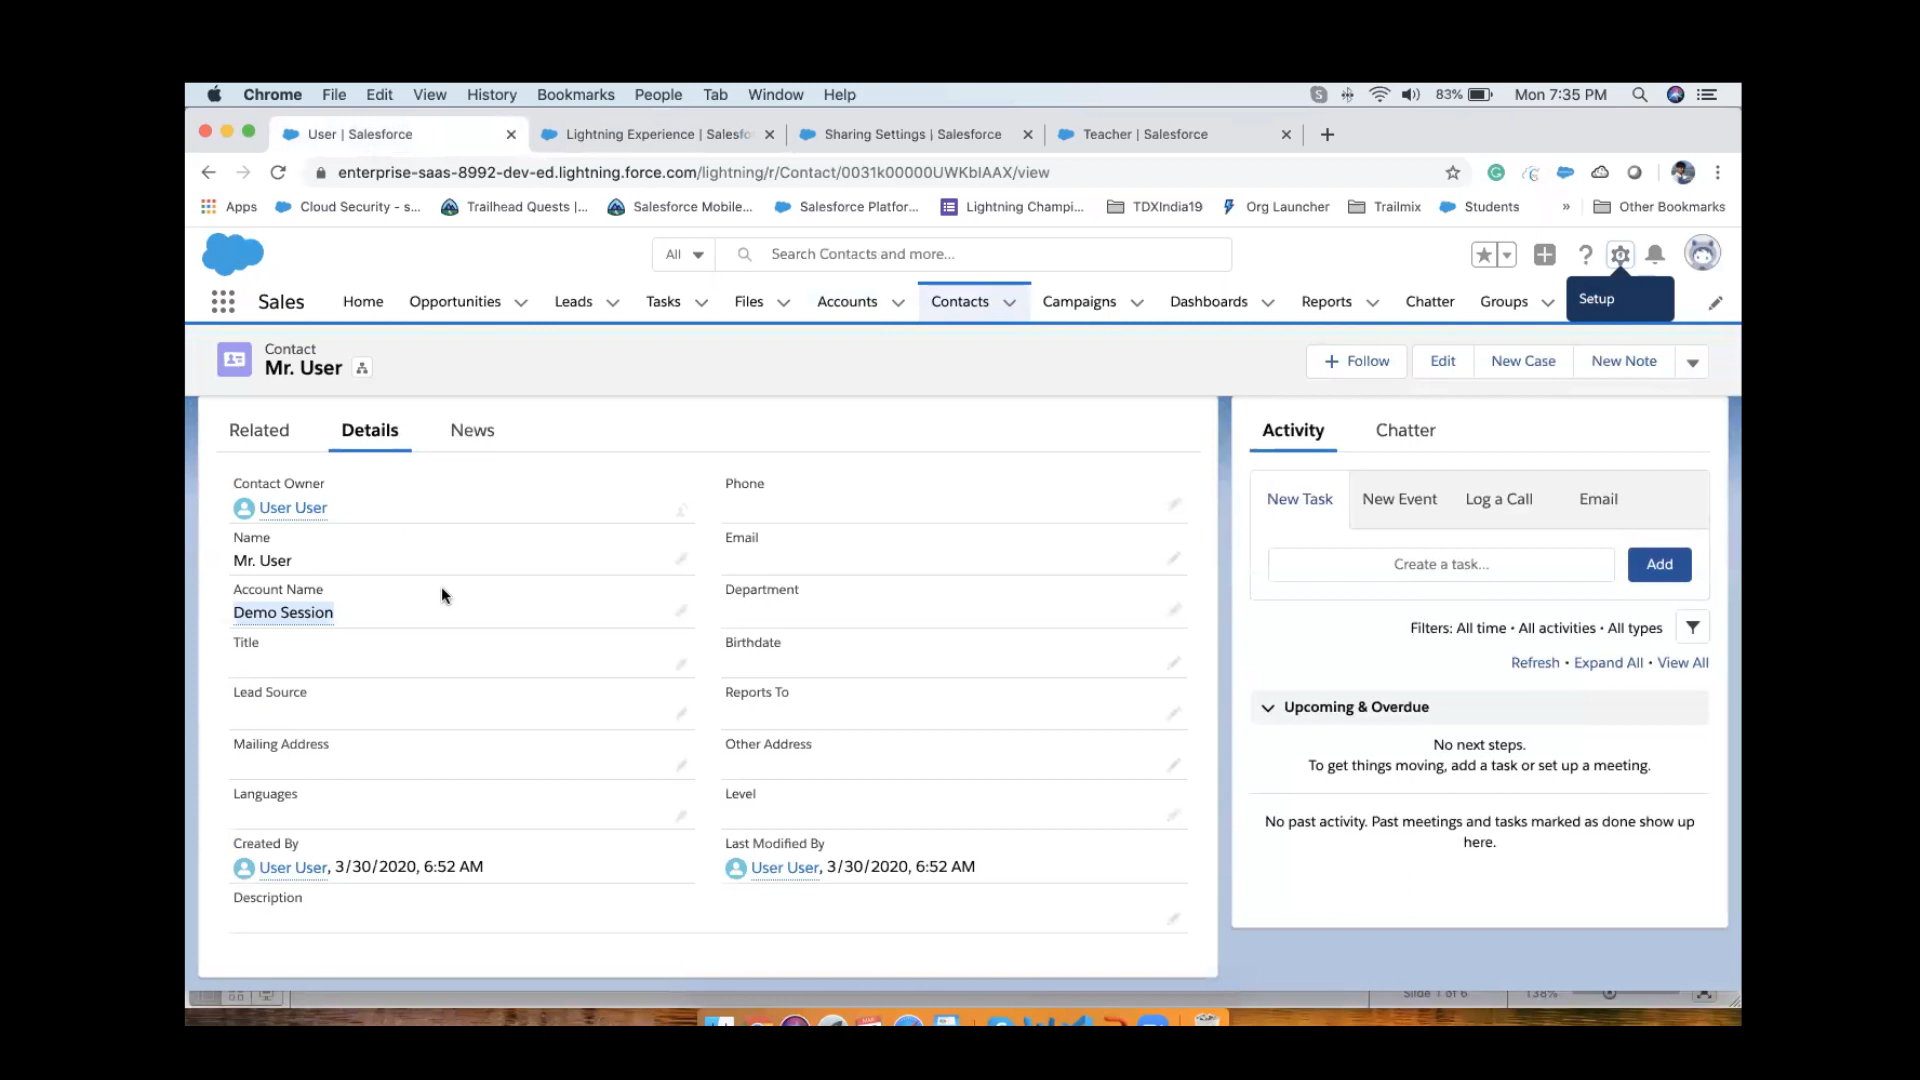 Chrome File Edit View History Bookmarks People Tab Window Help 83% Mon 7:35 PM
User | Salesforce Lightning Experience | Salesfo Sharing Settings | Salesforce Teacher | Salesforce
enterprise-saas-8992-dev-ed.lightning.force.com/lightning/r/Contact/0031k00000UWKbIAAX/view
Apps Cloud Security - s... Trailhead Quests |... Salesforce Mobile... Salesforce Platfor... Lightning Champi... TDXIndia19 Org Launcher Trailmix Students » Other Bookmarks
All Search Contacts and more...
Setup
Sales Home Opportunities Leads Tasks Files Accounts Contacts Campaigns Dashboards Reports Chatter Groups
Contact
Mr. User
+ Follow Edit New Case New Note
Related Details News
Contact Owner
User User
Phone
Name
Mr. User
Email
Account Name
Demo Session
Department
Title
Birthdate
Lead Source
Reports To
Mailing Address
Other Address
Languages
Level
Created By
User User, 3/30/2020, 6:52 AM
Last Modified By
User User, 3/30/2020, 6:52 AM
Description
Activity Chatter
New Task New Event Log a Call Email
Create a task... Add
Filters: All time • All activities • All types
Refresh • Expand All • View All
Upcoming & Overdue
No next steps.
To get things moving, add a task or set up a meeting.
No past activity. Past meetings and tasks marked as done show up
here.
Slide 1 of 6 138%